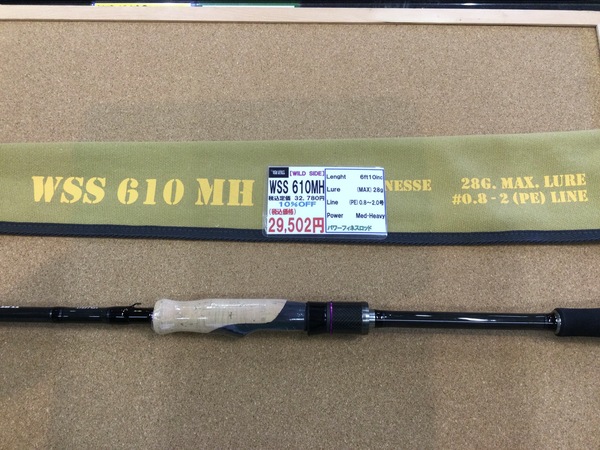 WSS 610 MH
NESSE
28G. MAX. LURE
#0.8-2 (PE) LINE
【WILD SIDE】
WSS 610MH
税込定価 32,780円
10%OFF
(税込価格)
29,502円
Lenght 6ft10inc
Lure (MAX) 28g
Line (PE) 0.8～2.0号
Power Med-Heavy
パワーフィネスロッド